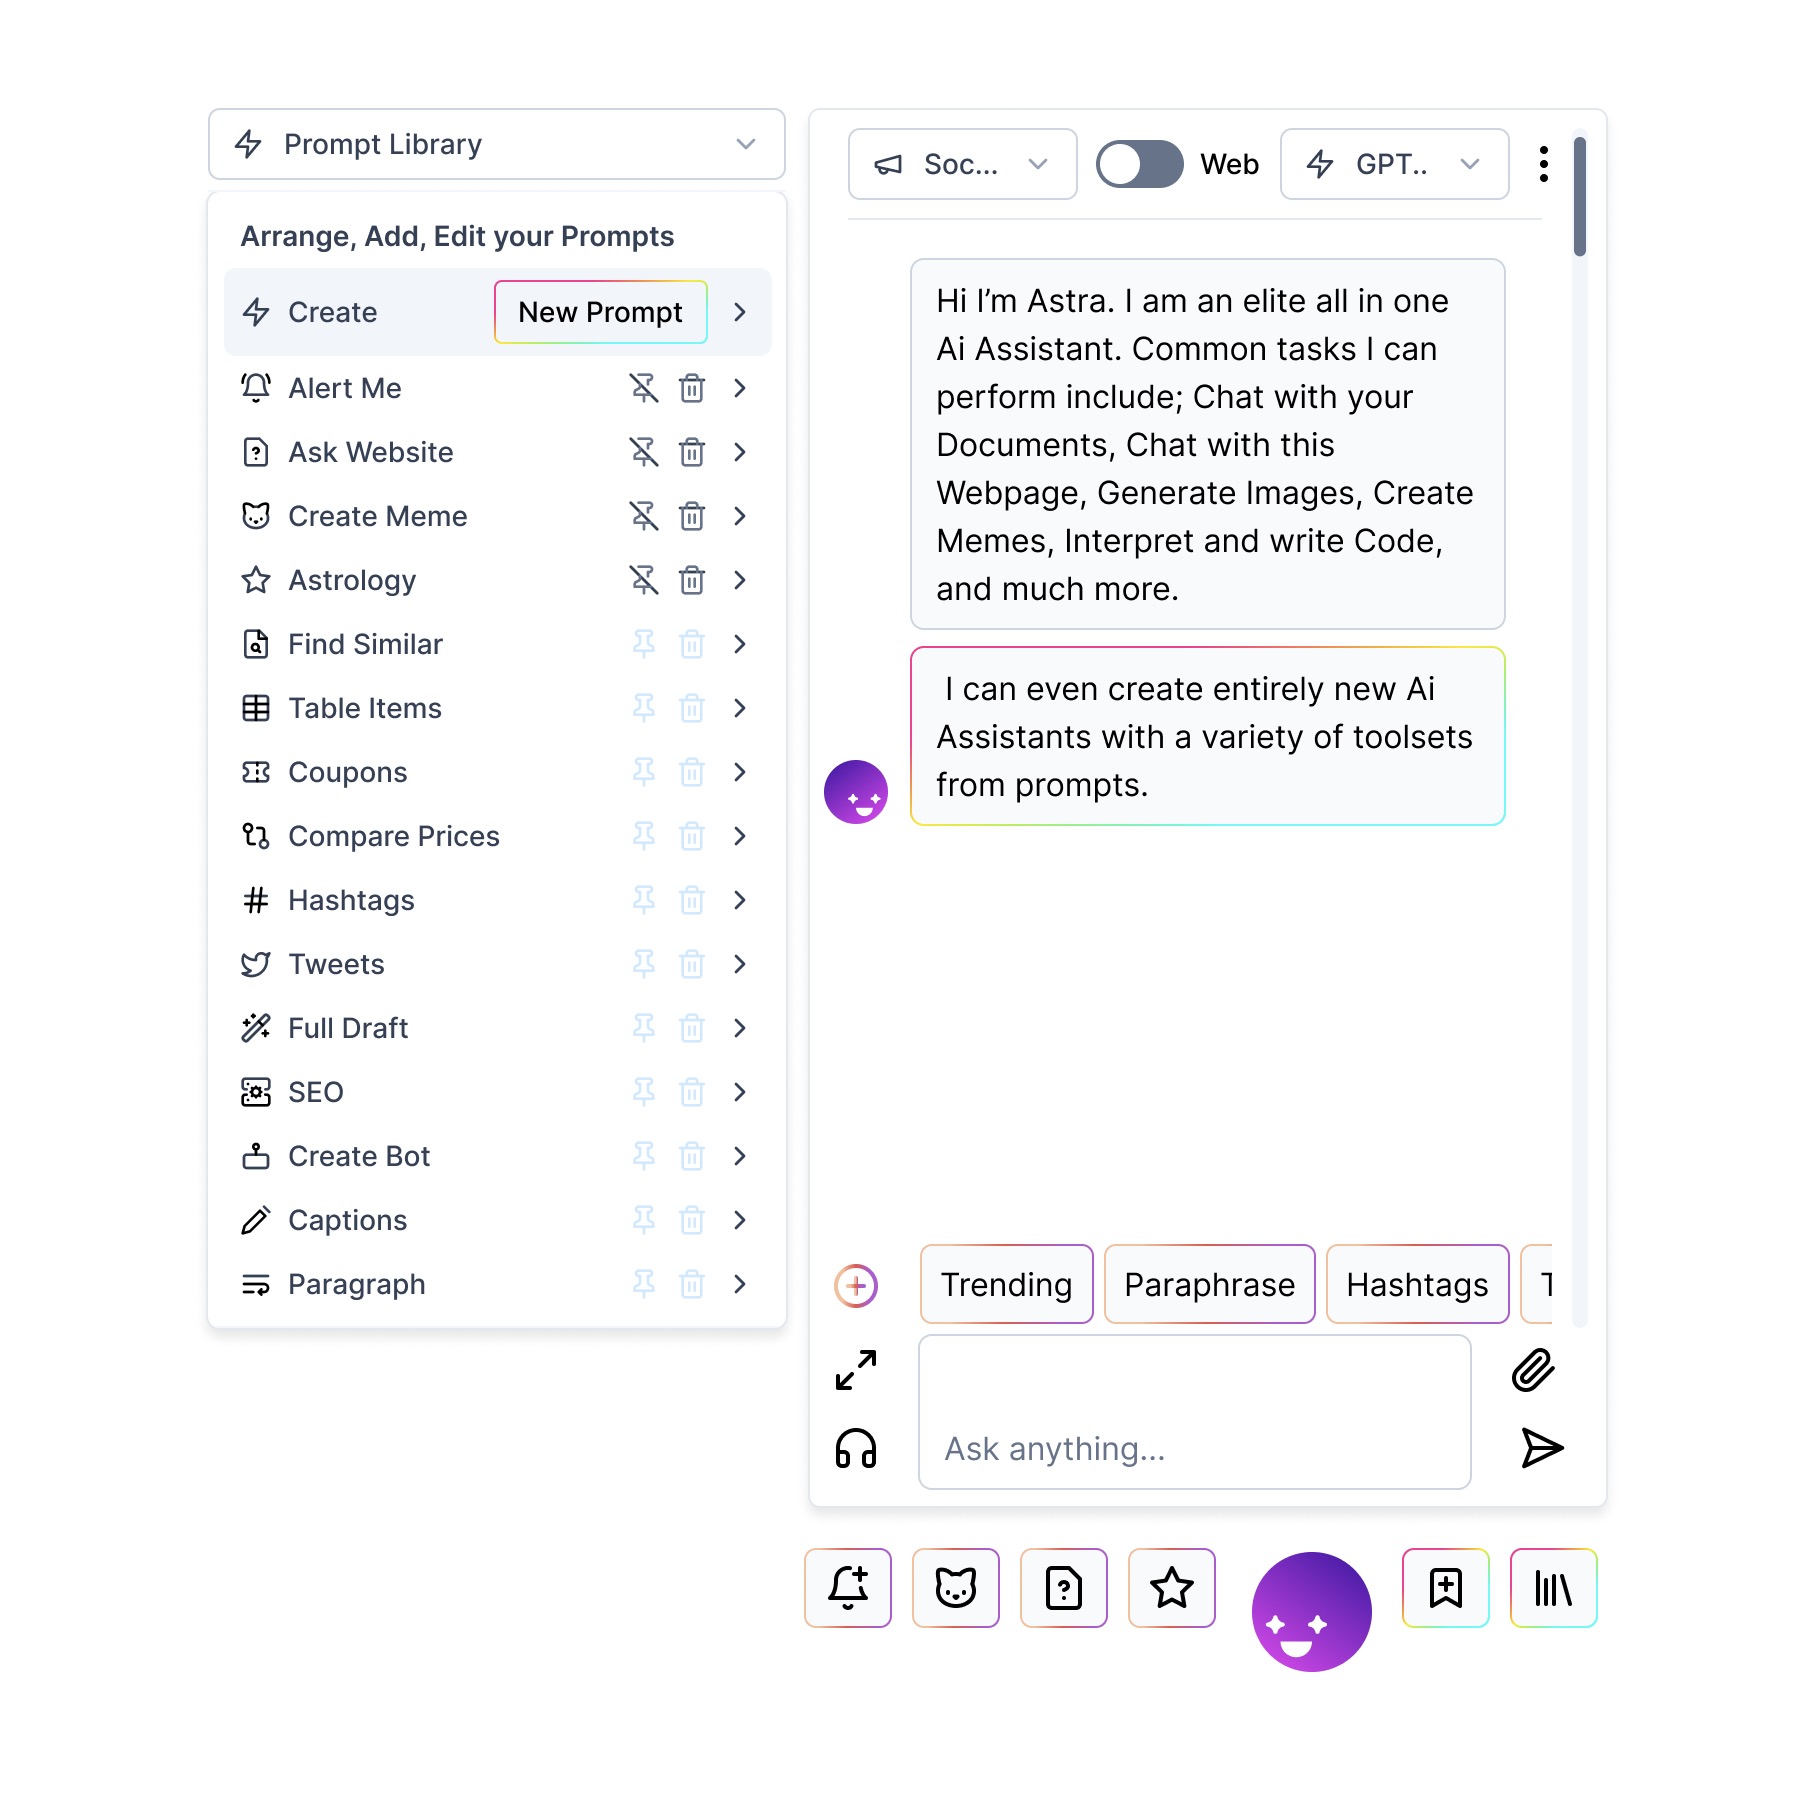 Prompt Library
Arrange, Add, Edit your Prompts
Create
New Prompt
Alert Me
Ask Website
Create Meme
Astrology
Find Similar
Table Items
Coupons
Compare Prices
Hashtags
Tweets
Full Draft
SEO
Create Bot
Captions
Paragraph
Soc...
Web
GPT..
Hi I’m Astra. I am an elite all in one
Ai Assistant. Common tasks I can
perform include; Chat with your
Documents, Chat with this
Webpage, Generate Images, Create
Memes, Interpret and write Code,
and much more.
I can even create entirely new Ai
Assistants with a variety of toolsets
from prompts.
Trending
Paraphrase
Hashtags
Ask anything...